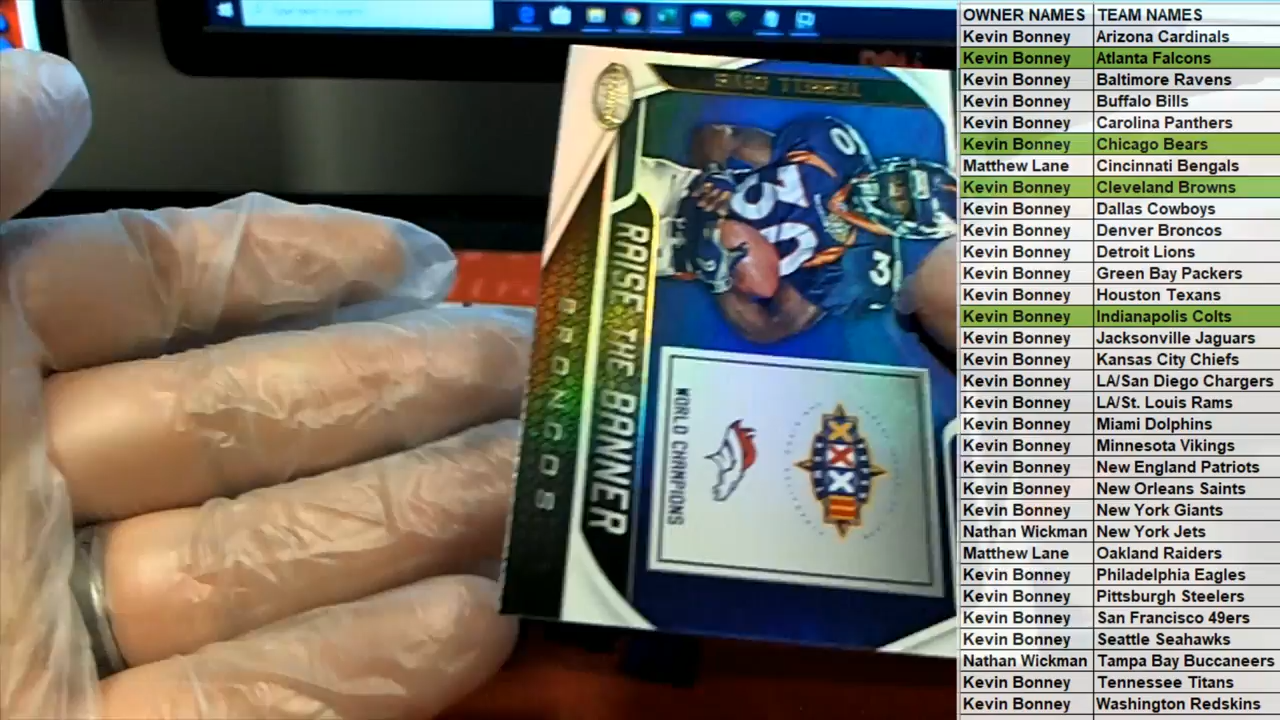 TERRELL DAVIS
30
RAISE THE BANNER
BRONCOS
WORLD CHAMPIONS
XXXII
OWNER NAMES TEAM NAMES
Kevin Bonney Arizona Cardinals
Kevin Bonney Atlanta Falcons
Kevin Bonney Baltimore Ravens
Kevin Bonney Buffalo Bills
Kevin Bonney Carolina Panthers
Kevin Bonney Chicago Bears
Matthew Lane Cincinnati Bengals
Kevin Bonney Cleveland Browns
Kevin Bonney Dallas Cowboys
Kevin Bonney Denver Broncos
Kevin Bonney Detroit Lions
Kevin Bonney Green Bay Packers
Kevin Bonney Houston Texans
Kevin Bonney Indianapolis Colts
Kevin Bonney Jacksonville Jaguars
Kevin Bonney Kansas City Chiefs
Kevin Bonney LA/San Diego Chargers
Kevin Bonney LA/St. Louis Rams
Kevin Bonney Miami Dolphins
Kevin Bonney Minnesota Vikings
Kevin Bonney New England Patriots
Kevin Bonney New Orleans Saints
Kevin Bonney New York Giants
Nathan Wickman New York Jets
Matthew Lane Oakland Raiders
Kevin Bonney Philadelphia Eagles
Kevin Bonney Pittsburgh Steelers
Kevin Bonney San Francisco 49ers
Kevin Bonney Seattle Seahawks
Nathan Wickman Tampa Bay Buccaneers
Kevin Bonney Tennessee Titans
Kevin Bonney Washington Redskins